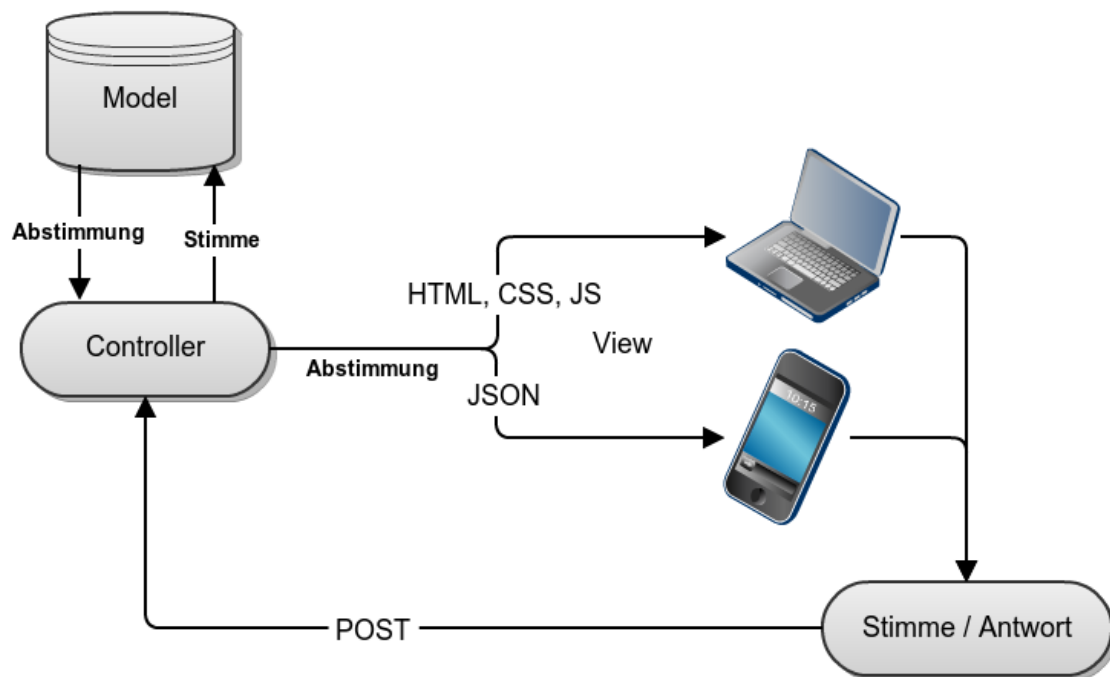 Model
Abstimmung
Stimme
HTML, CSS, JS
Controller
View
Abstimmung
JSON
10:15
Stimme / Antwort
POST